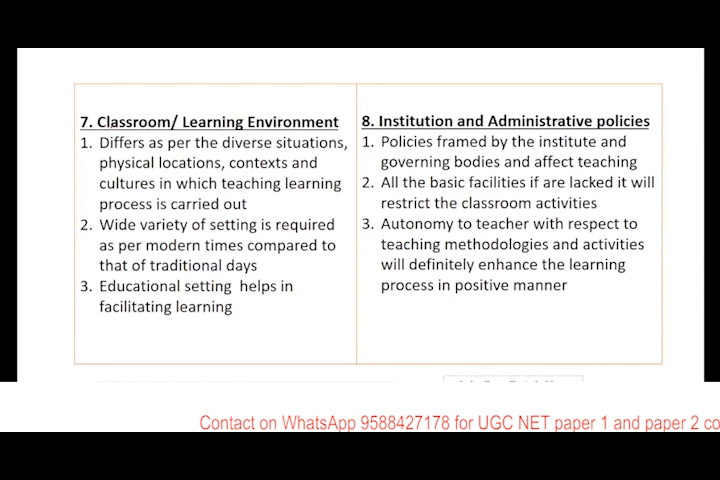 7. Classroom/ Learning Environment
1. Differs as per the diverse situations,
physical locations, contexts and
cultures in which teaching learning
process is carried out
2. Wide variety of setting is required
as per modern times compared to
that of traditional days
3. Educational setting helps in
facilitating learning
8. Institution and Administrative policies
1. Policies framed by the institute and
governing bodies and affect teaching
2. All the basic facilities if are lacked it will
restrict the classroom activities
3. Autonomy to teacher with respect to
teaching methodologies and activities
will definitely enhance the learning
process in positive manner
Contact on WhatsApp 9588427178 for UGC NET paper 1 and paper 2 co